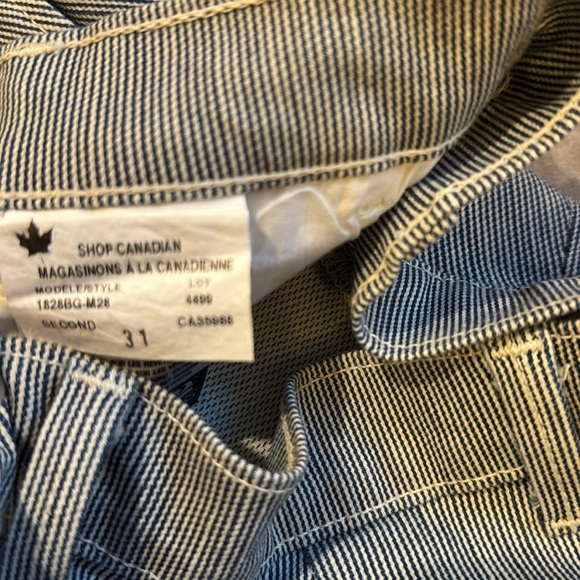 SHOP CANADIAN
MAGASINONS À LA CANADIENNE
MODELE/STYLE LOT
1828BG-M28 4499
SECOND 31 CA35988